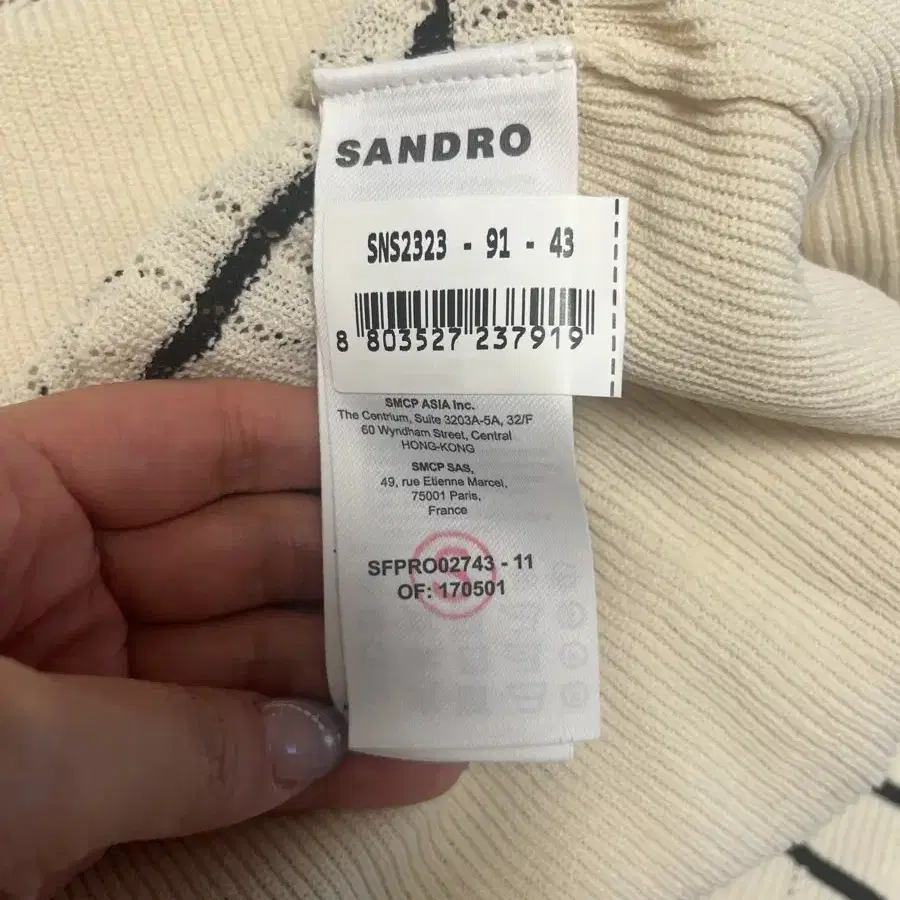 SANDRO
SNS2323 - 91 - 43
8 803527 237919
SMCP ASIA Inc.
The Centrium, Suite 3203A-5A, 32/F
60 Wyndham Street, Central
HONG-KONG
SMCP SAS,
49, rue Etienne Marcel,
75001 Paris,
France
SFPRO02743 - 11
OF: 170501